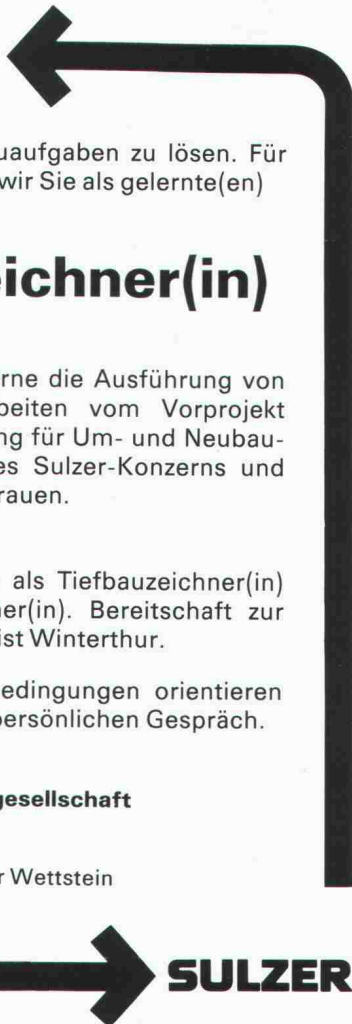 uaufgaben zu lösen. Für
wir Sie als gelernte(en)
eichner(in)
rne die Ausführung von
beiten vom Vorprojekt
ng für Um- und Neubau-
es Sulzer-Konzerns und
rauen.
als Tiefbauzeichner(in)
er(in). Bereitschaft zur
ist Winterthur.
edingungen orientieren
persönlichen Gespräch.
gesellschaft
r Wettstein
SULZER